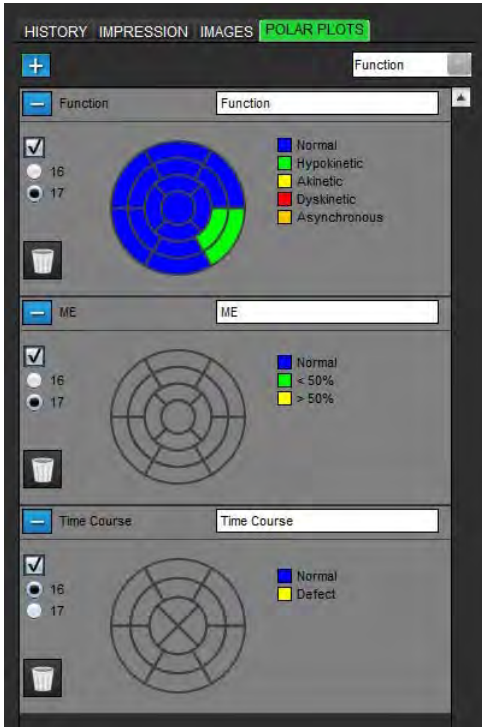 HISTORY IMPRESSION IMAGES POLAR PLOTS
+ Function
Function Function
16
17
Normal
Hypokinetic
Akinetic
Dyskinetic
Asynchronous
ME ME
16
17
Normal
< 50%
> 50%
Time Course Time Course
16
17
Normal
Defect